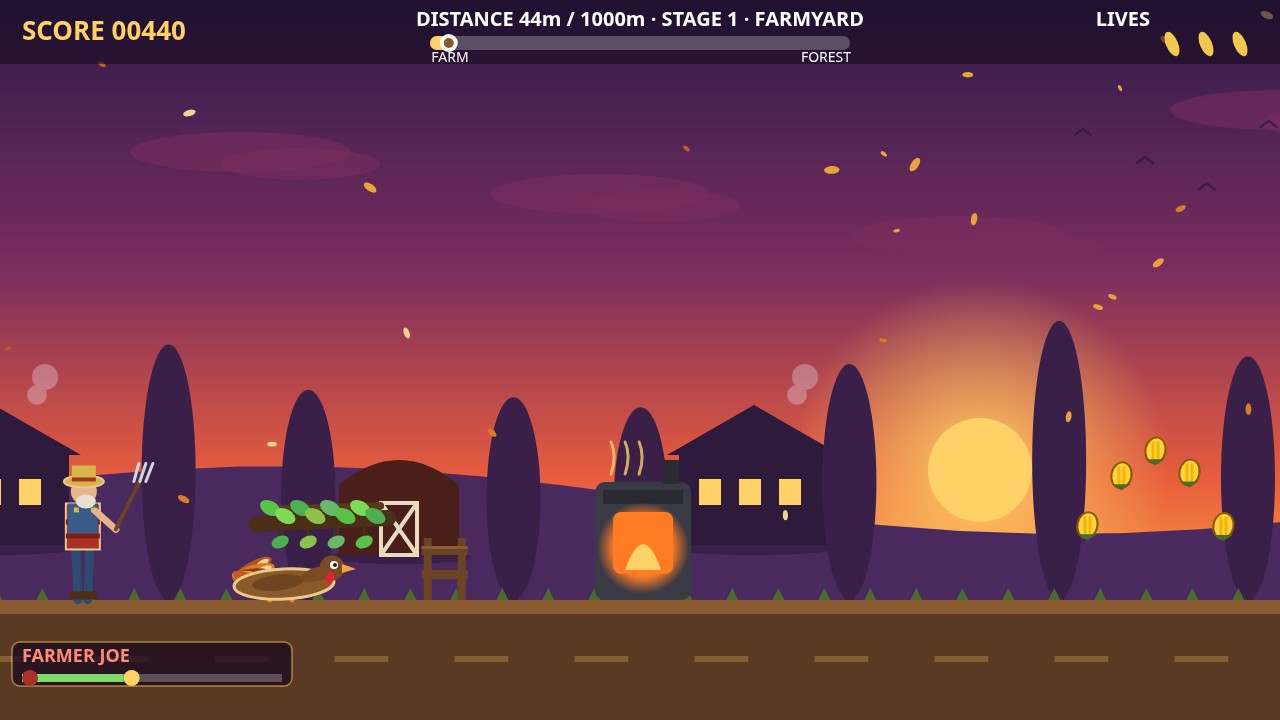 SCORE 00440
DISTANCE 44m / 1000m · STAGE 1 · FARMYARD
LIVES
FARM
FOREST
FARMER JOE